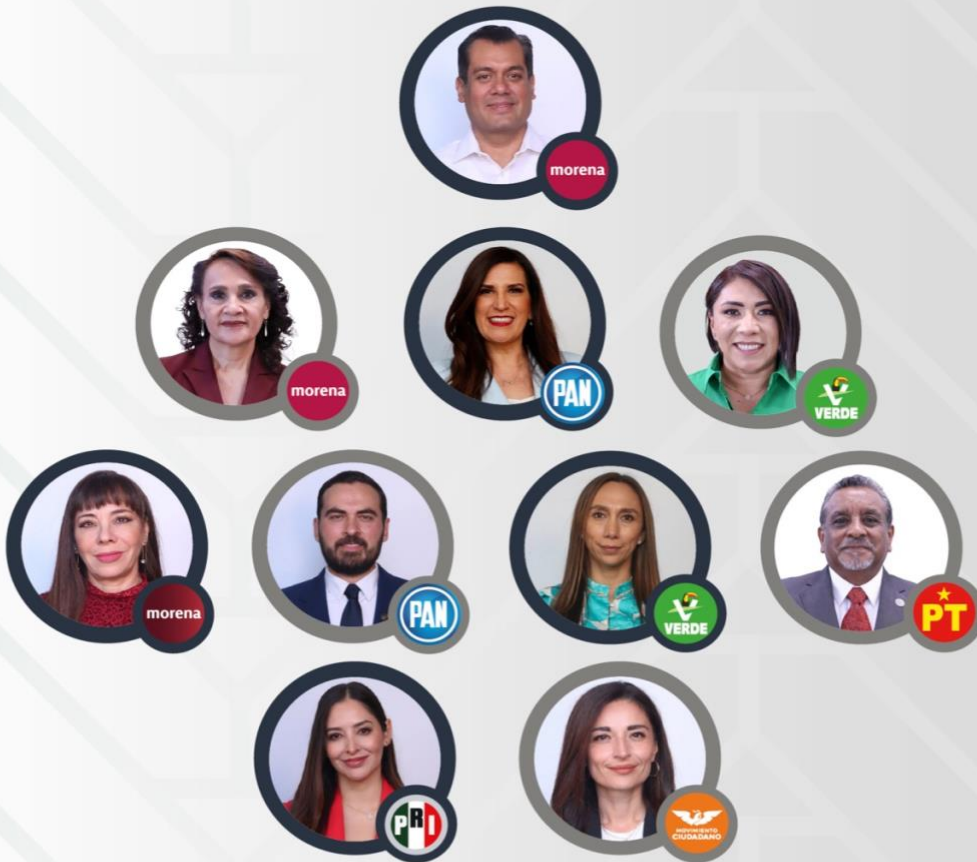 morena
morena
PAN
VERDE
morena
PAN
VERDE
PT
PRI
MOVIMIENTO
CIUDADANO